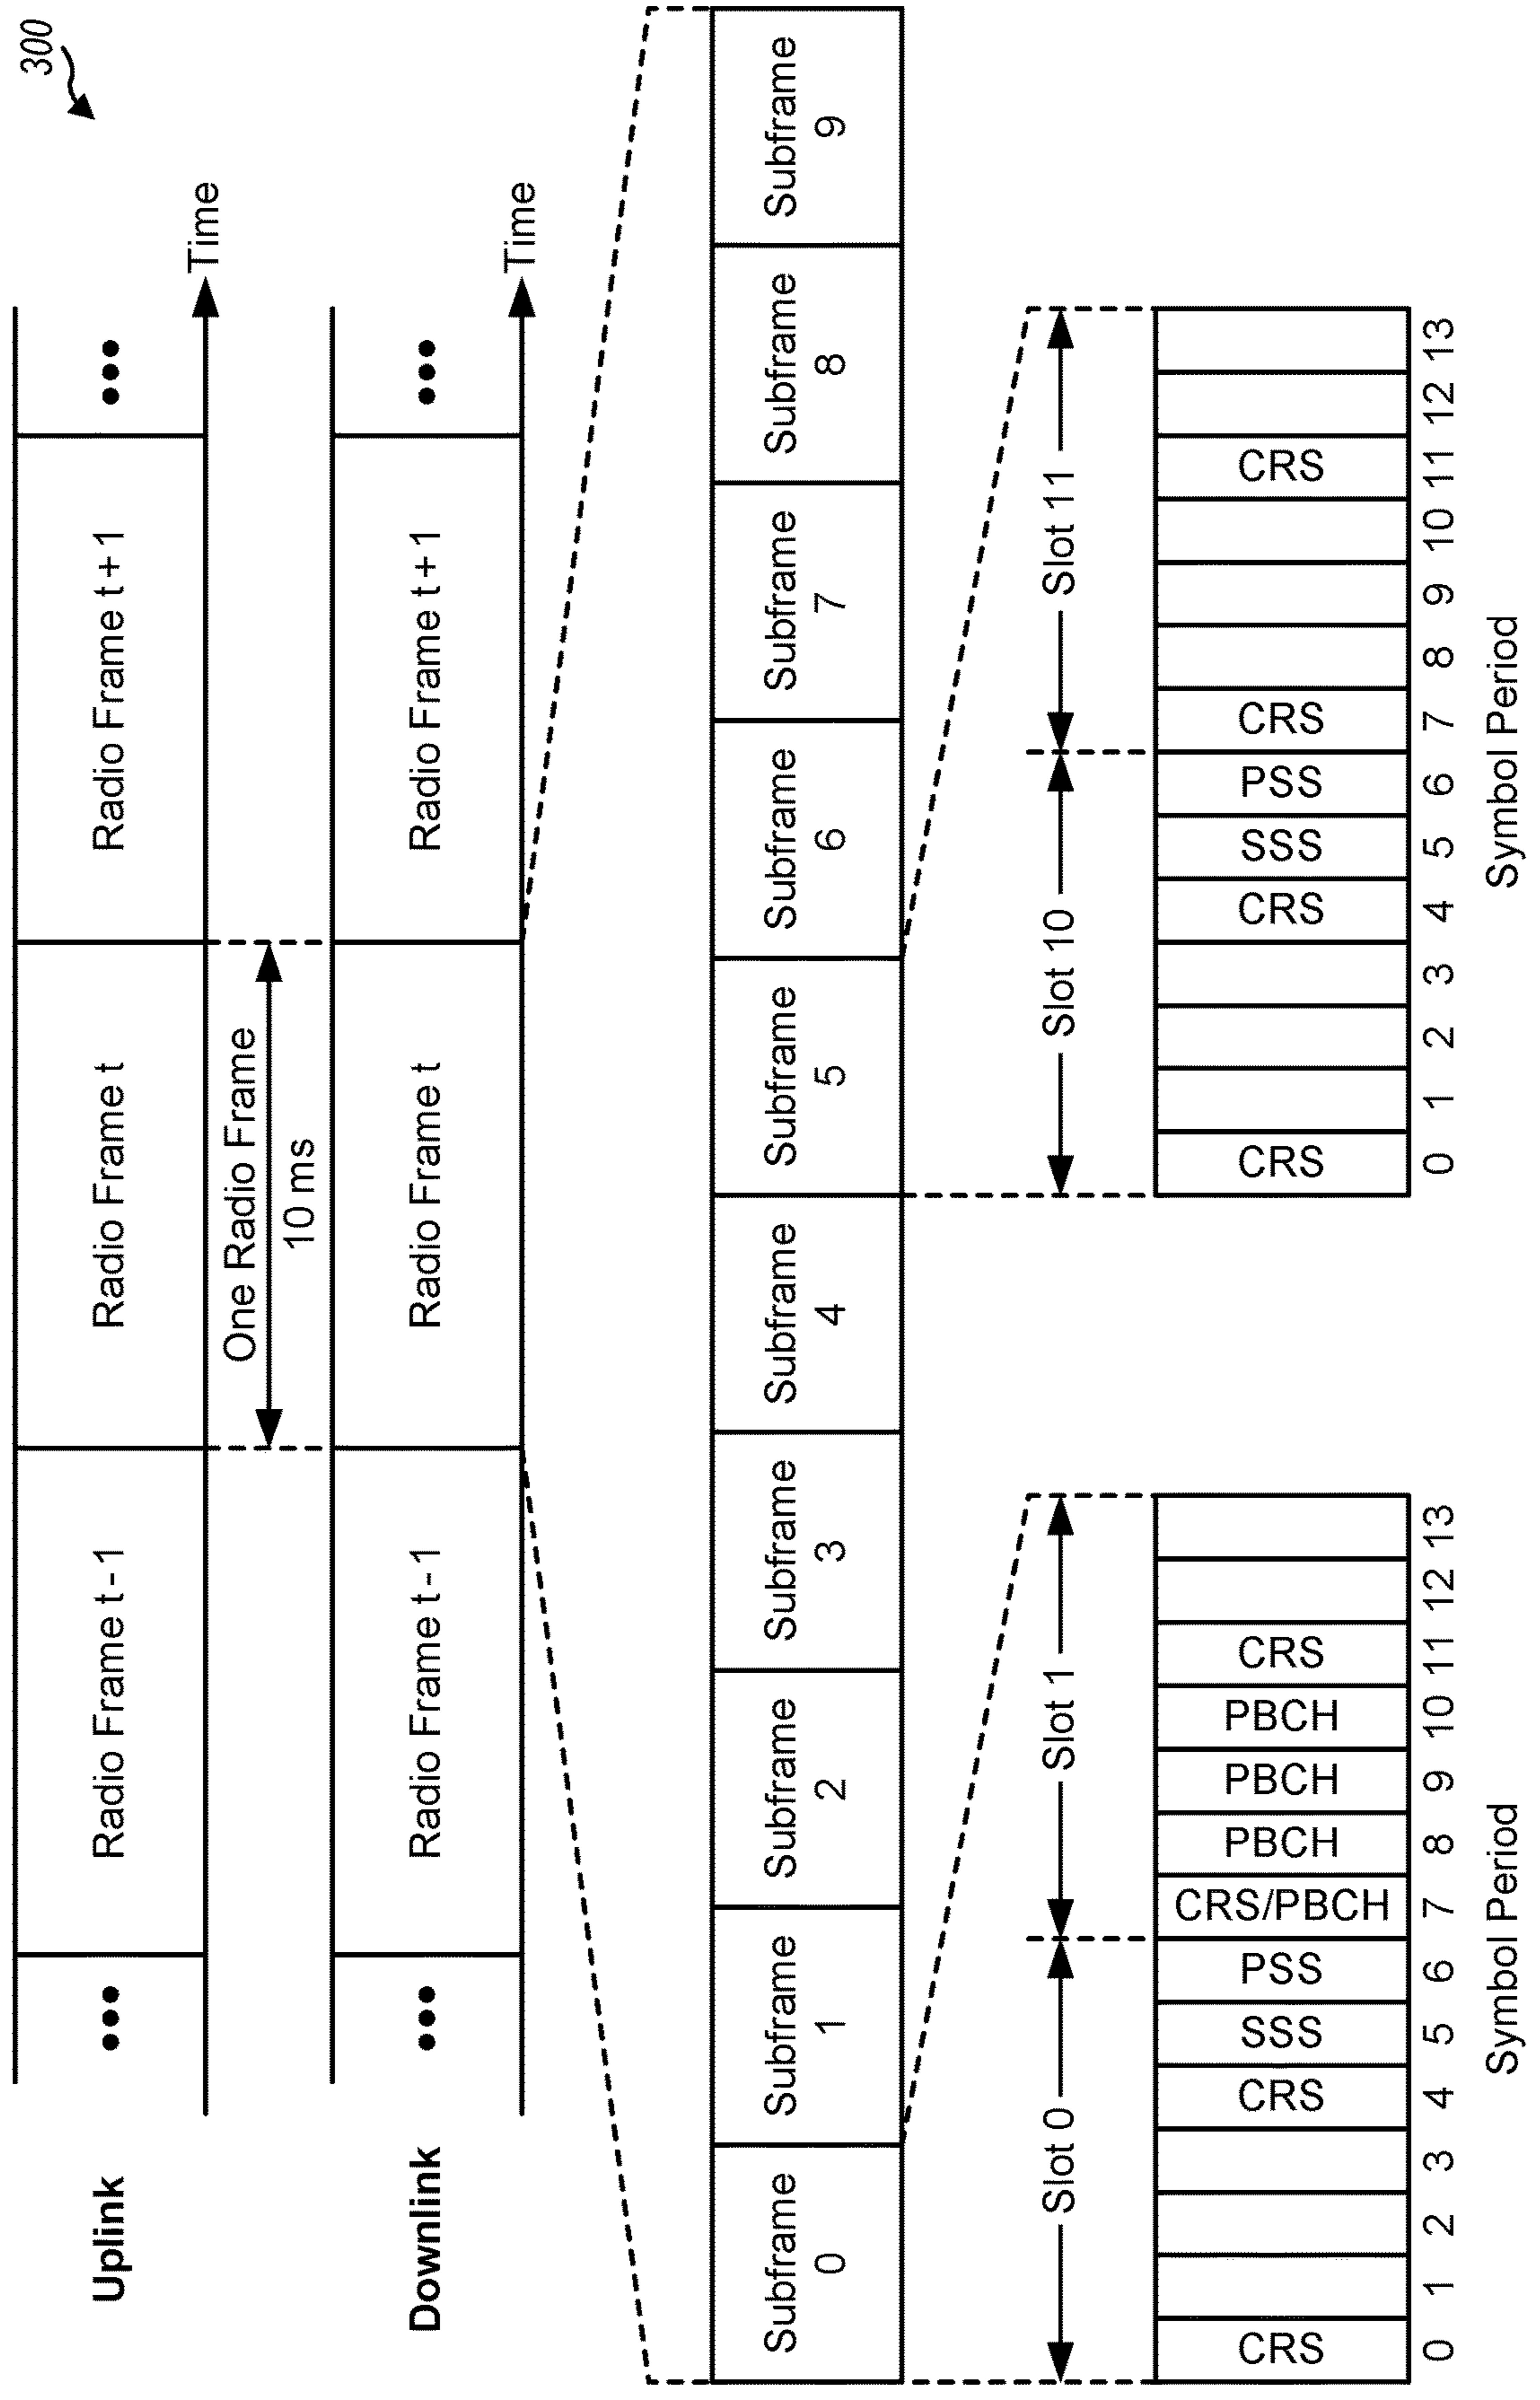 300
Uplink
•••
Radio Frame t-1
Radio Frame t
Radio Frame t+1
•••
Time
One Radio Frame
10 ms
Downlink
•••
Radio Frame t-1
Radio Frame t
Radio Frame t+1
•••
Time
Subframe
0
Subframe
1
Subframe
2
Subframe
3
Subframe
4
Subframe
5
Subframe
6
Subframe
7
Subframe
8
Subframe
9
Slot 0
Slot 1
CRS
CRS
SSS
PSS
CRS/PBCH
PBCH
PBCH
PBCH
CRS
0 1 2 3 4 5 6 7 8 9 10 11 12 13
Symbol Period
Slot 10
Slot 11
CRS
CRS
SSS
PSS
CRS
CRS
0 1 2 3 4 5 6 7 8 9 10 11 12 13
Symbol Period